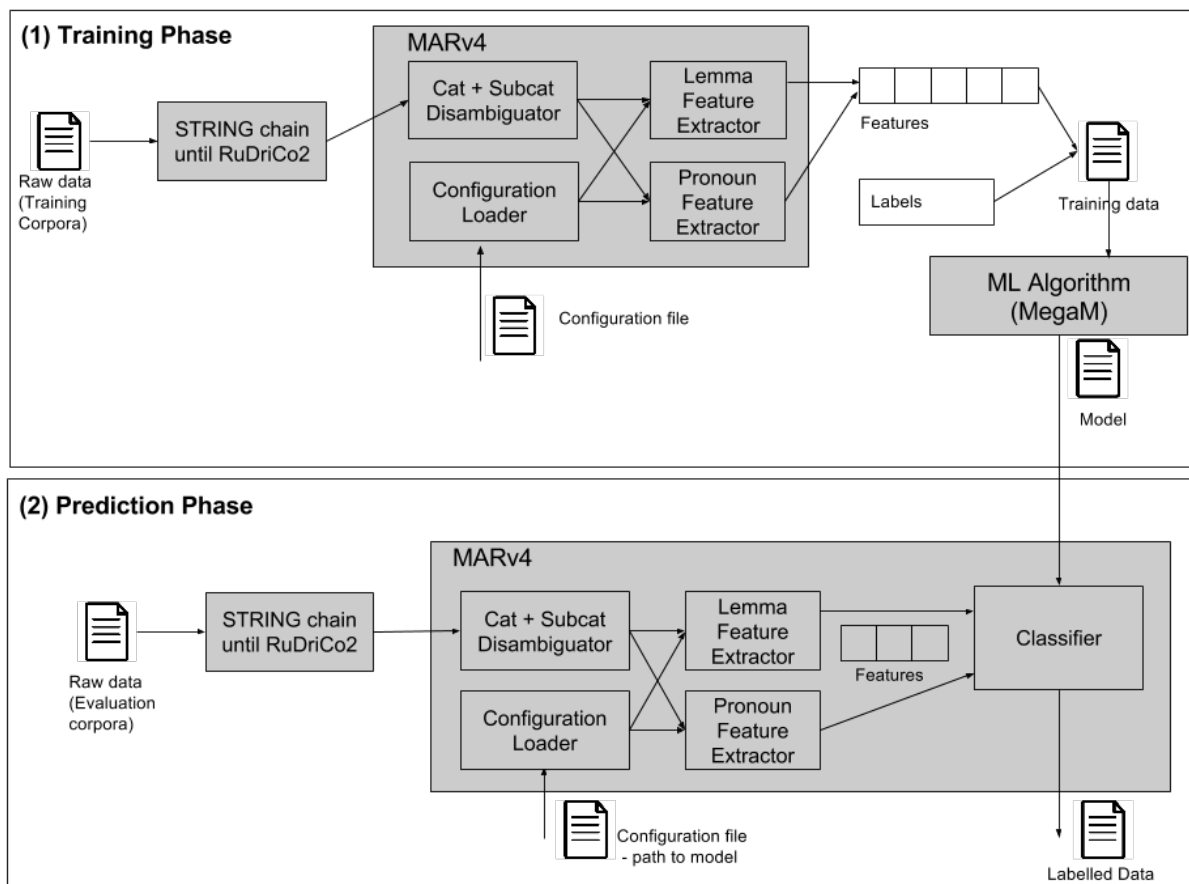 (1) Training Phase
MARv4
Cat + Subcat
Disambiguator
Lemma
Feature
Extractor
STRING chain
until RuDriCo2
Features
Raw data
(Training
Corpora)
Configuration
Loader
Pronoun
Feature
Extractor
Labels
Training data
ML Algorithm
(MegaM)
Configuration file
Model
(2) Prediction Phase
MARv4
STRING chain
until RuDriCo2
Cat + Subcat
Disambiguator
Lemma
Feature
Extractor
Classifier
Features
Raw data
(Evaluation
corpora)
Configuration
Loader
Pronoun
Feature
Extractor
Configuration file
- path to model
Labelled Data